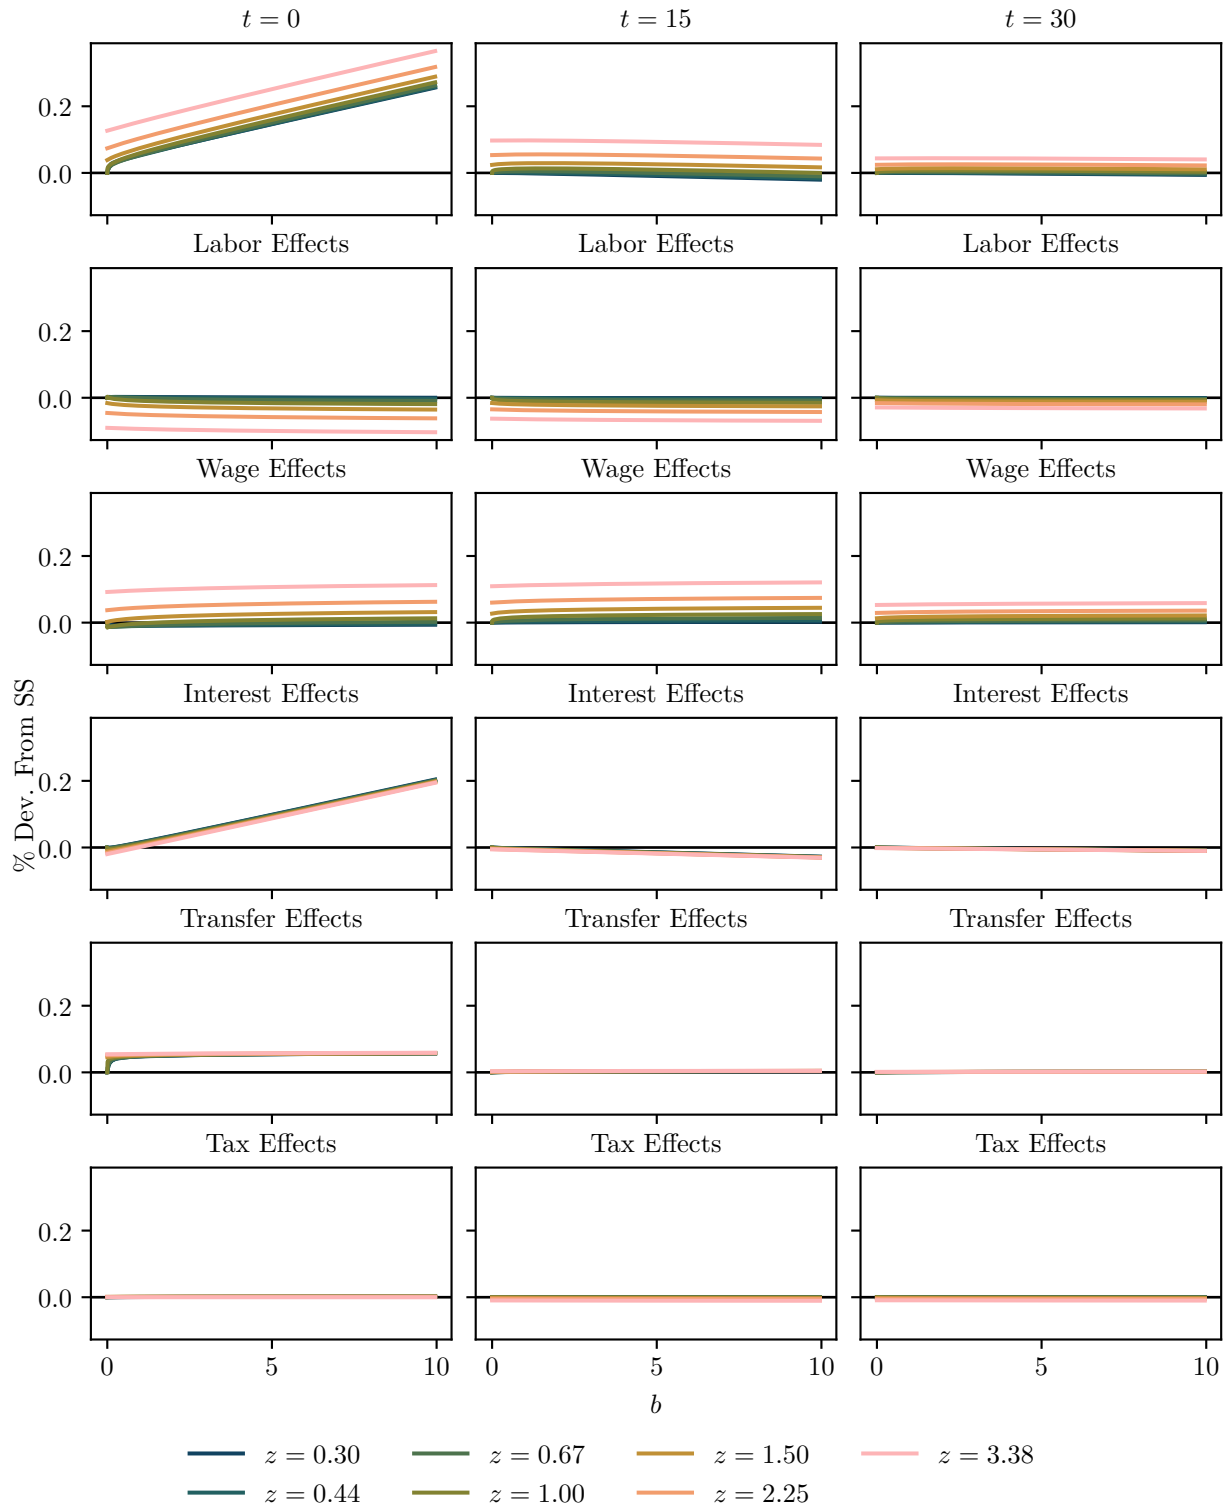 t = 0 t = 15 t = 30
0.2
0.0
Labor Effects Labor Effects Labor Effects
0.2
0.0
Wage Effects Wage Effects Wage Effects
0.2
0.0
Interest Effects Interest Effects Interest Effects
% Dev. From SS
0.2
0.0
Transfer Effects Transfer Effects Transfer Effects
0.2
0.0
Tax Effects Tax Effects Tax Effects
0.2
0.0
0 5 10 0 5 10 0 5 10
b
z = 0.30 z = 0.67 z = 1.50 z = 3.38
z = 0.44 z = 1.00 z = 2.25